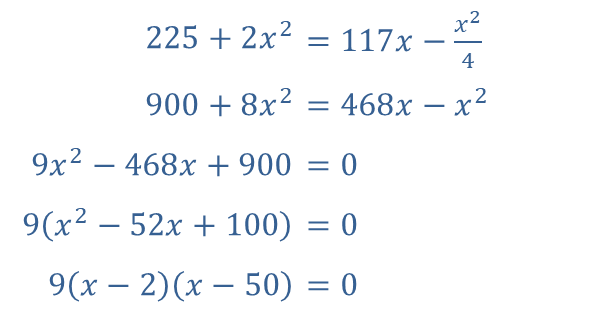 225 + 2x² = 117x − x²/4
900 + 8x² = 468x − x²
9x² − 468x + 900 = 0
9(x² − 52x + 100) = 0
9(x − 2)(x − 50) = 0